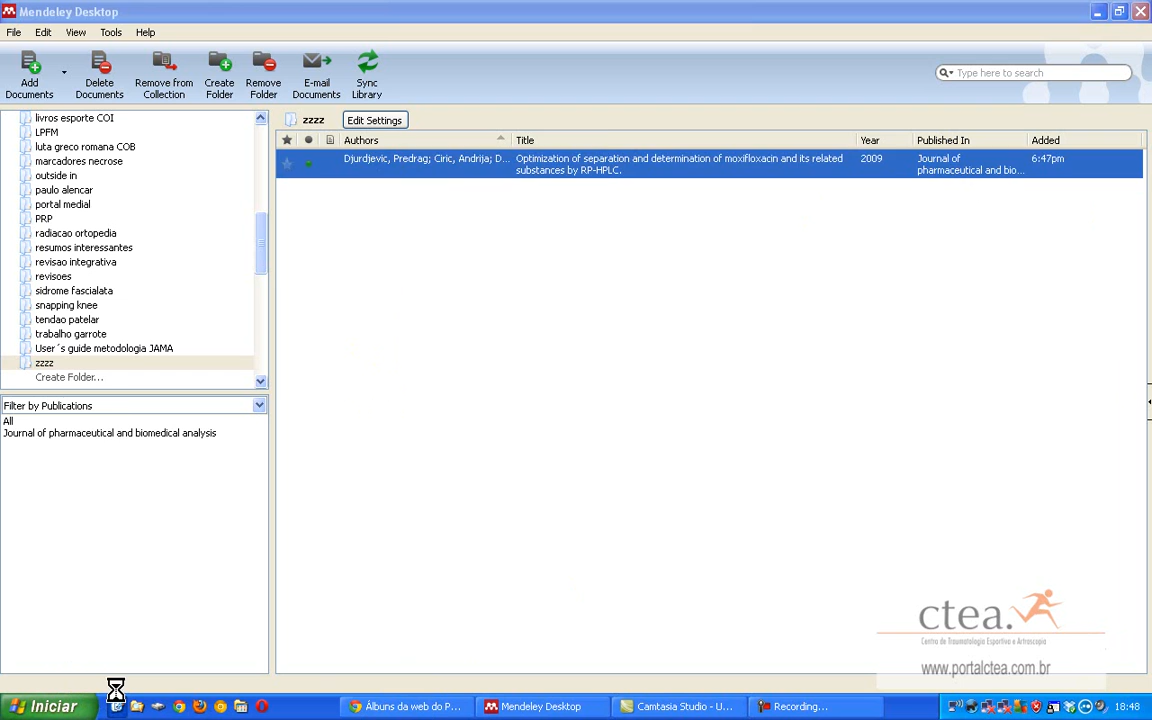 Mendeley Desktop
File Edit View Tools Help
Add Documents
Delete Documents
Remove from Collection
Create Folder
Remove Folder
E-mail Documents
Sync Library
Type here to search
livros esporte COI
LPFM
luta greco romana COB
marcadores necrose
outside in
paulo alencar
portal medial
PRP
radiacao ortopedia
resumos interessantes
revisao integrativa
revisoes
sidrome fascialata
snapping knee
tendao patelar
trabalho garrote
User´s guide metodologia JAMA
zzzz
Create Folder...
Filter by Publications
All
Journal of pharmaceutical and biomedical analysis
zzzz Edit Settings
Authors Title Year Published In Added
Djurdjevic, Predrag; Ciric, Andrija; D... Optimization of separation and determination of moxifloxacin and its related 2009 Journal of 6:47pm
substances by RP-HPLC. pharmaceutical and bio...
ctea.
Centro de Traumatologia Esportiva e Artroscopia
www.portalctea.com.br
Iniciar Álbuns da web do P... Mendeley Desktop Camtasia Studio - U... Recording... 18:48